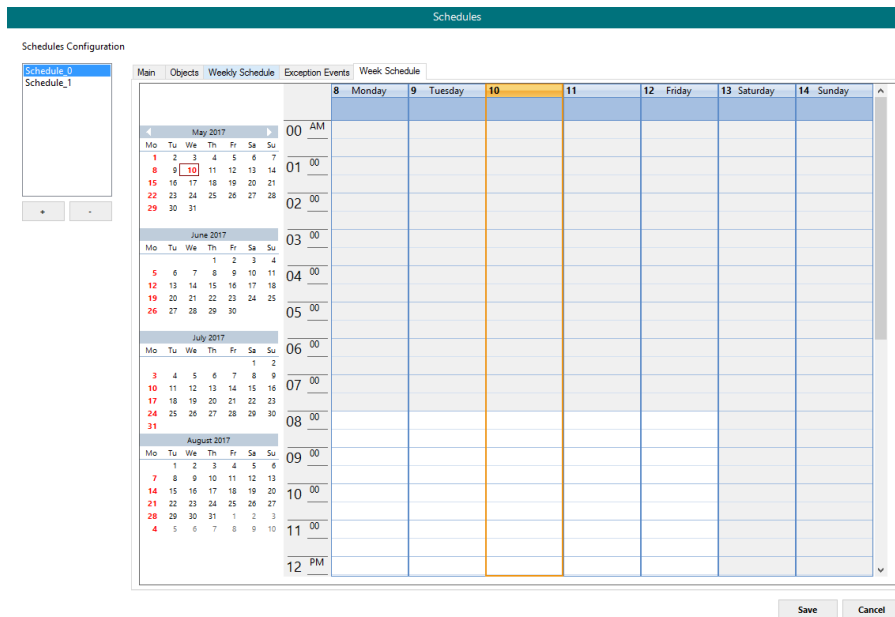 Schedules
Schedules Configuration
Schedule_0
Schedule_1
+ -
Main Objects Weekly Schedule Exception Events Week Schedule
8 Monday 9 Tuesday 10 11 12 Friday 13 Saturday 14 Sunday
May 2017
Mo Tu We Th Fr Sa Su
1 2 3 4 5 6 7
8 9 10 11 12 13 14
15 16 17 18 19 20 21
22 23 24 25 26 27 28
29 30 31
June 2017
Mo Tu We Th Fr Sa Su
1 2 3 4
5 6 7 8 9 10 11
12 13 14 15 16 17 18
19 20 21 22 23 24 25
26 27 28 29 30
July 2017
Mo Tu We Th Fr Sa Su
1 2
3 4 5 6 7 8 9
10 11 12 13 14 15 16
17 18 19 20 21 22 23
24 25 26 27 28 29 30
31
August 2017
Mo Tu We Th Fr Sa Su
1 2 3 4 5 6
7 8 9 10 11 12 13
14 15 16 17 18 19 20
21 22 23 24 25 26 27
28 29 30 31 1 2 3
4 5 6 7 8 9 10
00 AM
01 00
02 00
03 00
04 00
05 00
06 00
07 00
08 00
09 00
10 00
11 00
12 PM
Save Cancel